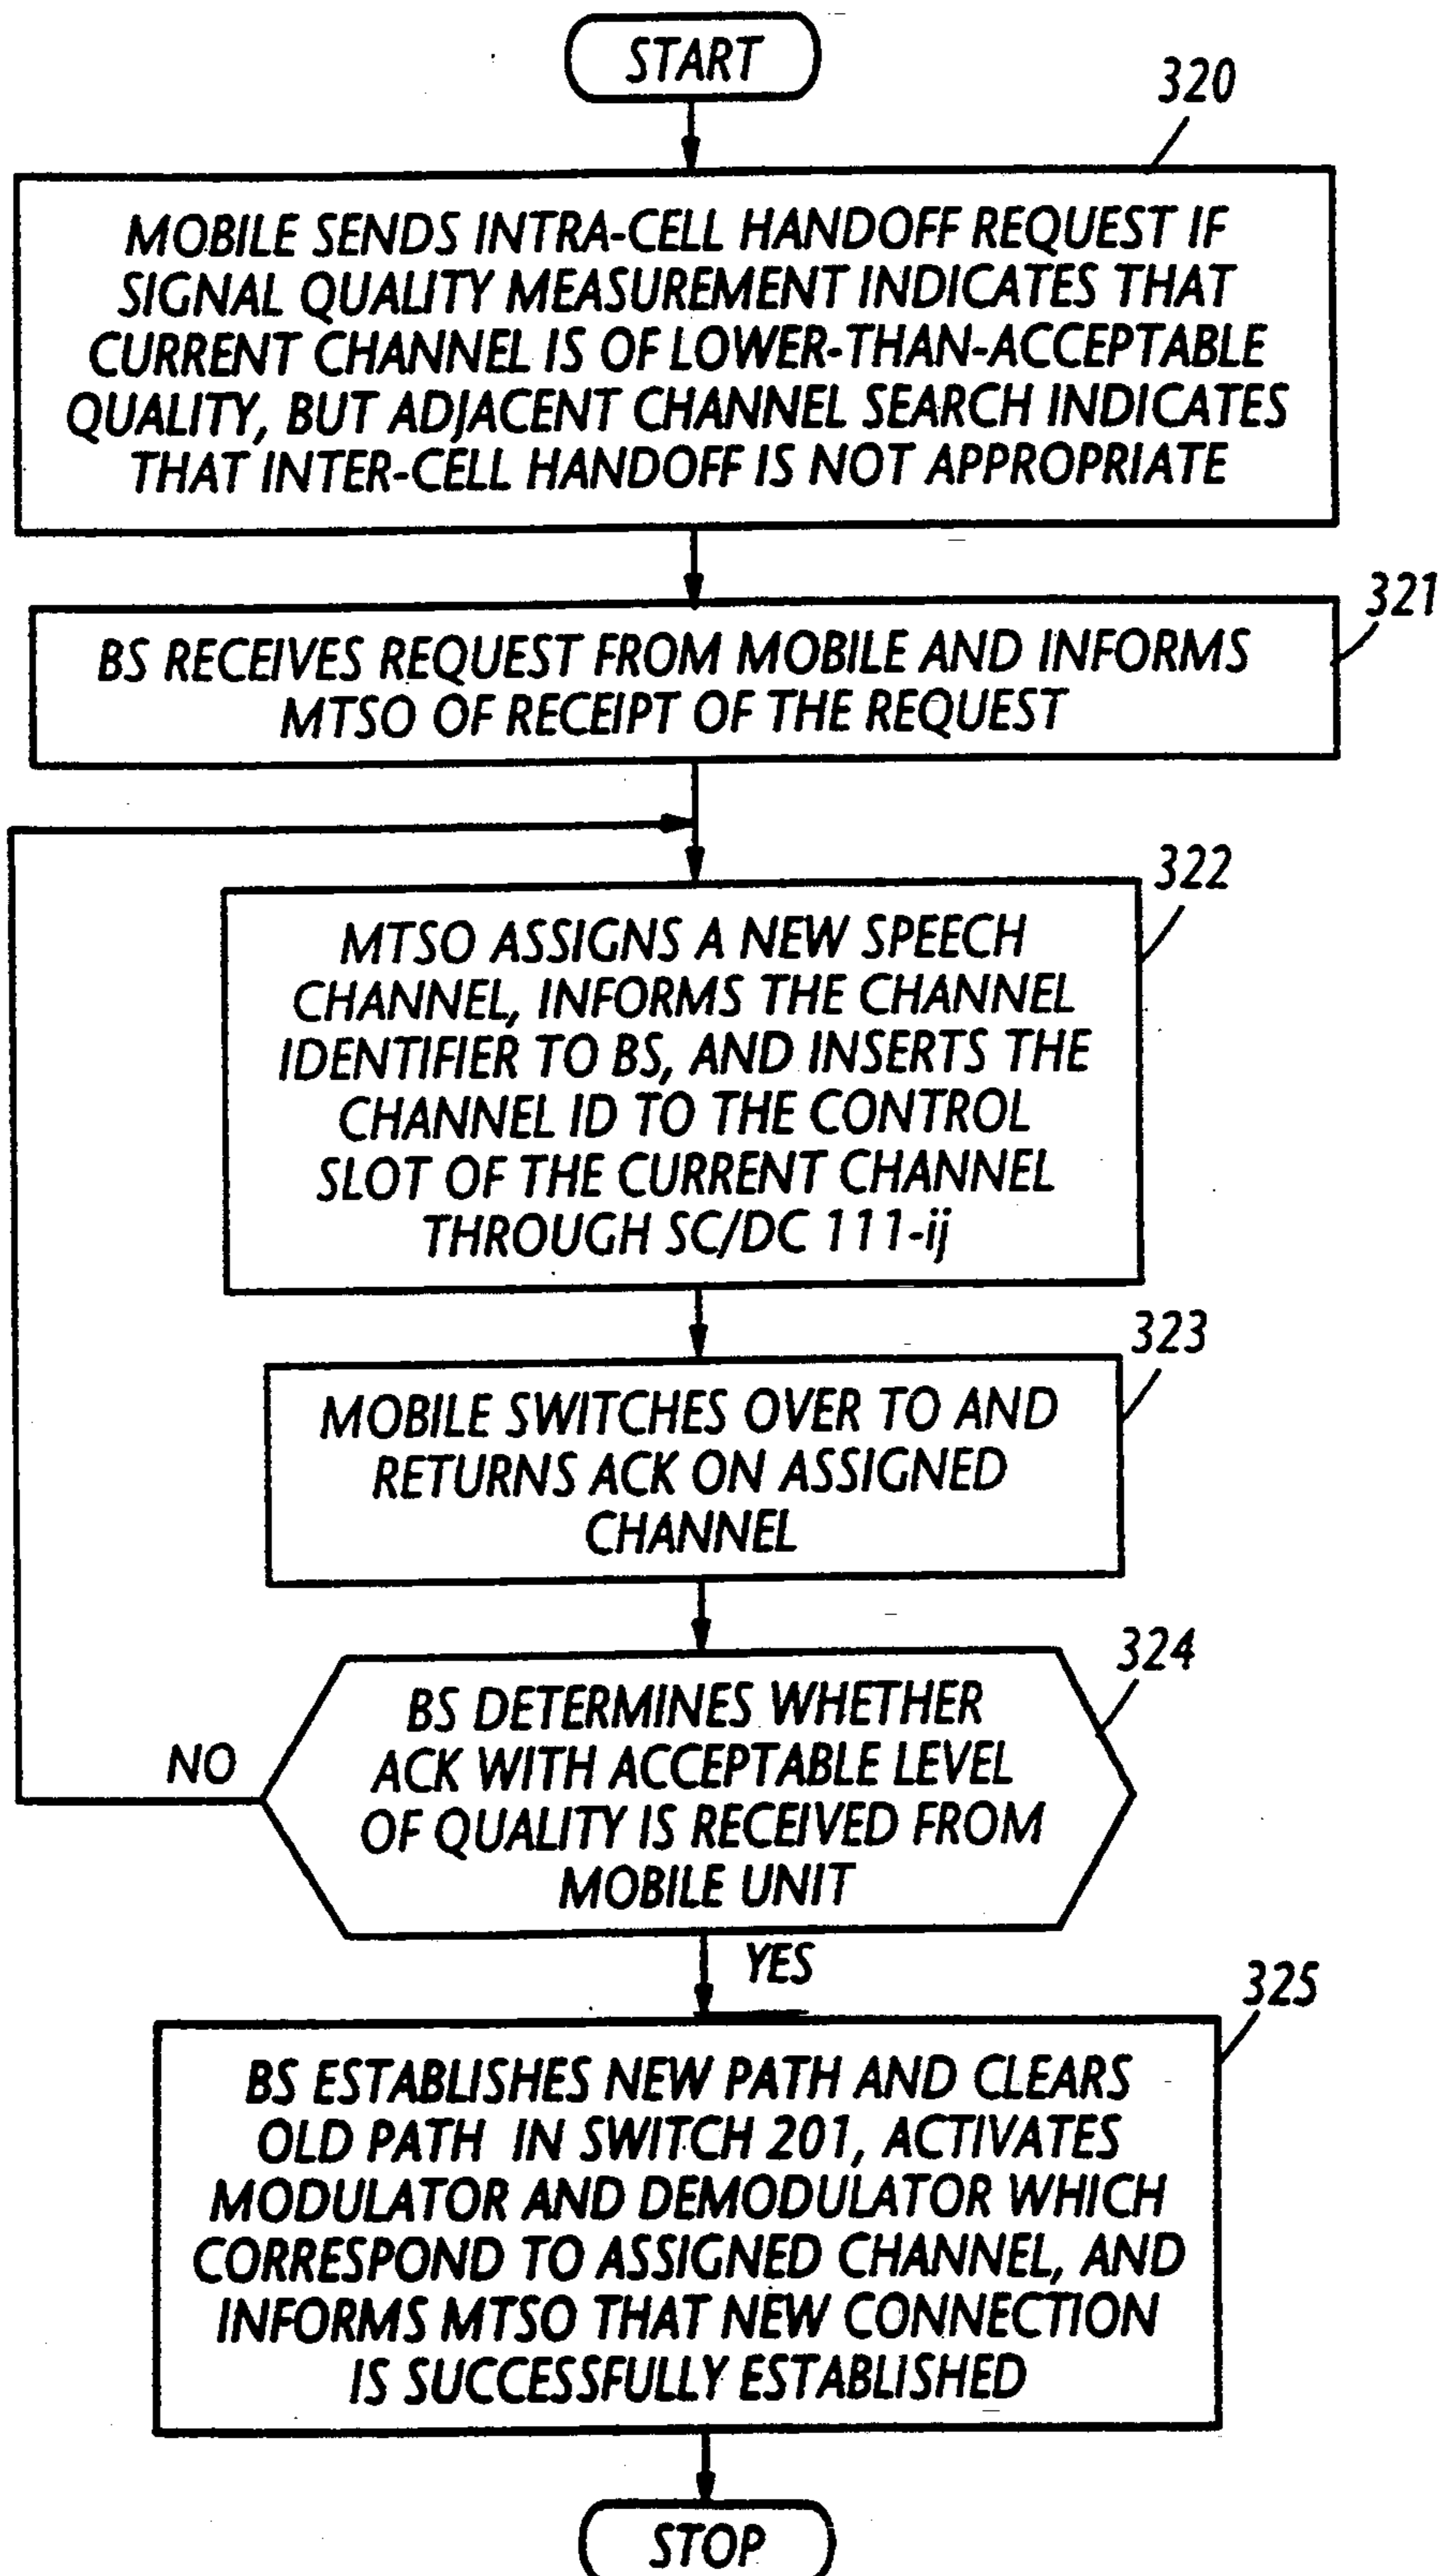 START
320
MOBILE SENDS INTRA-CELL HANDOFF REQUEST IF
SIGNAL QUALITY MEASUREMENT INDICATES THAT
CURRENT CHANNEL IS OF LOWER-THAN-ACCEPTABLE
QUALITY, BUT ADJACENT CHANNEL SEARCH INDICATES
THAT INTER-CELL HANDOFF IS NOT APPROPRIATE
321
BS RECEIVES REQUEST FROM MOBILE AND INFORMS
MTSO OF RECEIPT OF THE REQUEST
322
MTSO ASSIGNS A NEW SPEECH
CHANNEL, INFORMS THE CHANNEL
IDENTIFIER TO BS, AND INSERTS THE
CHANNEL ID TO THE CONTROL
SLOT OF THE CURRENT CHANNEL
THROUGH SC/DC 111-ij
323
MOBILE SWITCHES OVER TO AND
RETURNS ACK ON ASSIGNED
CHANNEL
324
BS DETERMINES WHETHER
ACK WITH ACCEPTABLE LEVEL
OF QUALITY IS RECEIVED FROM
MOBILE UNIT
NO
YES
325
BS ESTABLISHES NEW PATH AND CLEARS
OLD PATH IN SWITCH 201, ACTIVATES
MODULATOR AND DEMODULATOR WHICH
CORRESPOND TO ASSIGNED CHANNEL, AND
INFORMS MTSO THAT NEW CONNECTION
IS SUCCESSFULLY ESTABLISHED
STOP